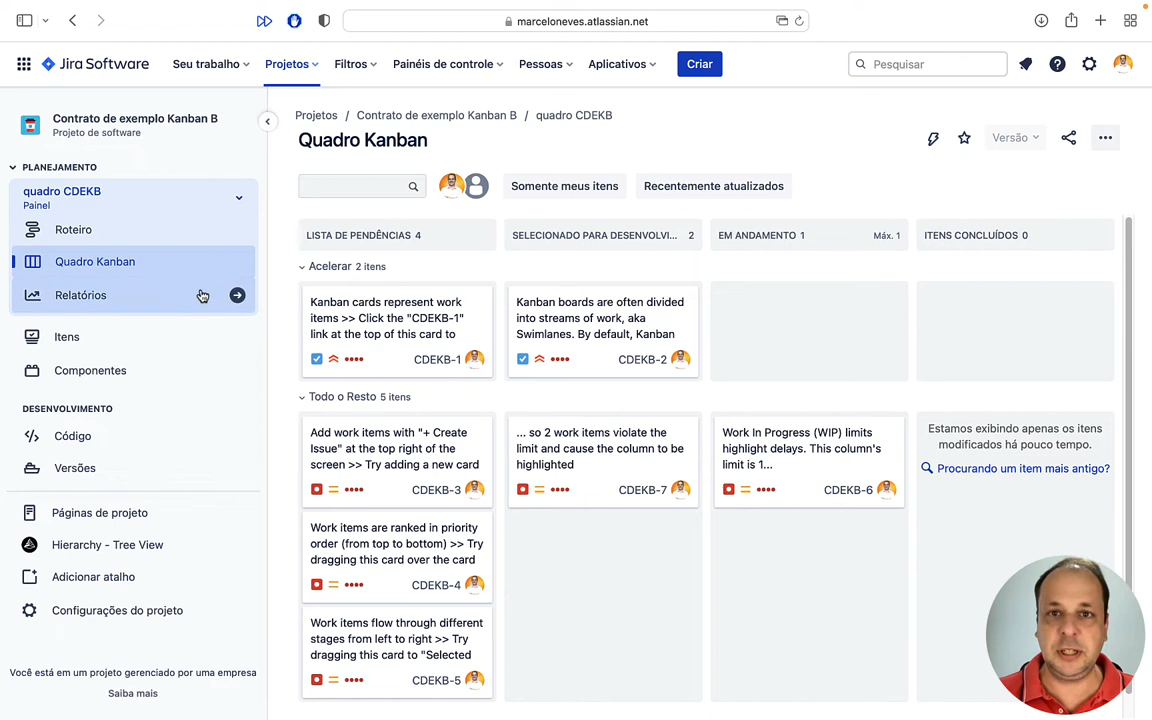 marceloneves.atlassian.net
Jira Software
Seu trabalho
Projetos
Filtros
Painéis de controle
Pessoas
Aplicativos
Criar
Pesquisar
Contrato de exemplo Kanban B
Projeto de software
PLANEJAMENTO
quadro CDEKB
Painel
Roteiro
Quadro Kanban
Relatórios
Itens
Componentes
DESENVOLVIMENTO
Código
Versões
Páginas de projeto
Hierarchy - Tree View
Adicionar atalho
Configurações do projeto
Você está em um projeto gerenciado por uma empresa
Saiba mais
Projetos / Contrato de exemplo Kanban B / quadro CDEKB
Quadro Kanban
Versão
Somente meus itens
Recentemente atualizados
LISTA DE PENDÊNCIAS 4
SELECIONADO PARA DESENVOLVI... 2
EM ANDAMENTO 1 Máx. 1
ITENS CONCLUÍDOS 0
Acelerar 2 itens
Kanban cards represent work
items >> Click the "CDEKB-1"
link at the top of this card to
CDEKB-1
Kanban boards are often divided
into streams of work, aka
Swimlanes. By default, Kanban
CDEKB-2
Todo o Resto 5 itens
Add work items with "+ Create
Issue" at the top right of the
screen >> Try adding a new card
CDEKB-3
Work items are ranked in priority
order (from top to bottom) >> Try
dragging this card over the card
CDEKB-4
Work items flow through different
stages from left to right >> Try
dragging this card to "Selected
CDEKB-5
... so 2 work items violate the
limit and cause the column to be
highlighted
CDEKB-7
Work In Progress (WIP) limits
highlight delays. This column's
limit is 1...
CDEKB-6
Estamos exibindo apenas os itens
modificados há pouco tempo.
Procurando um item mais antigo?